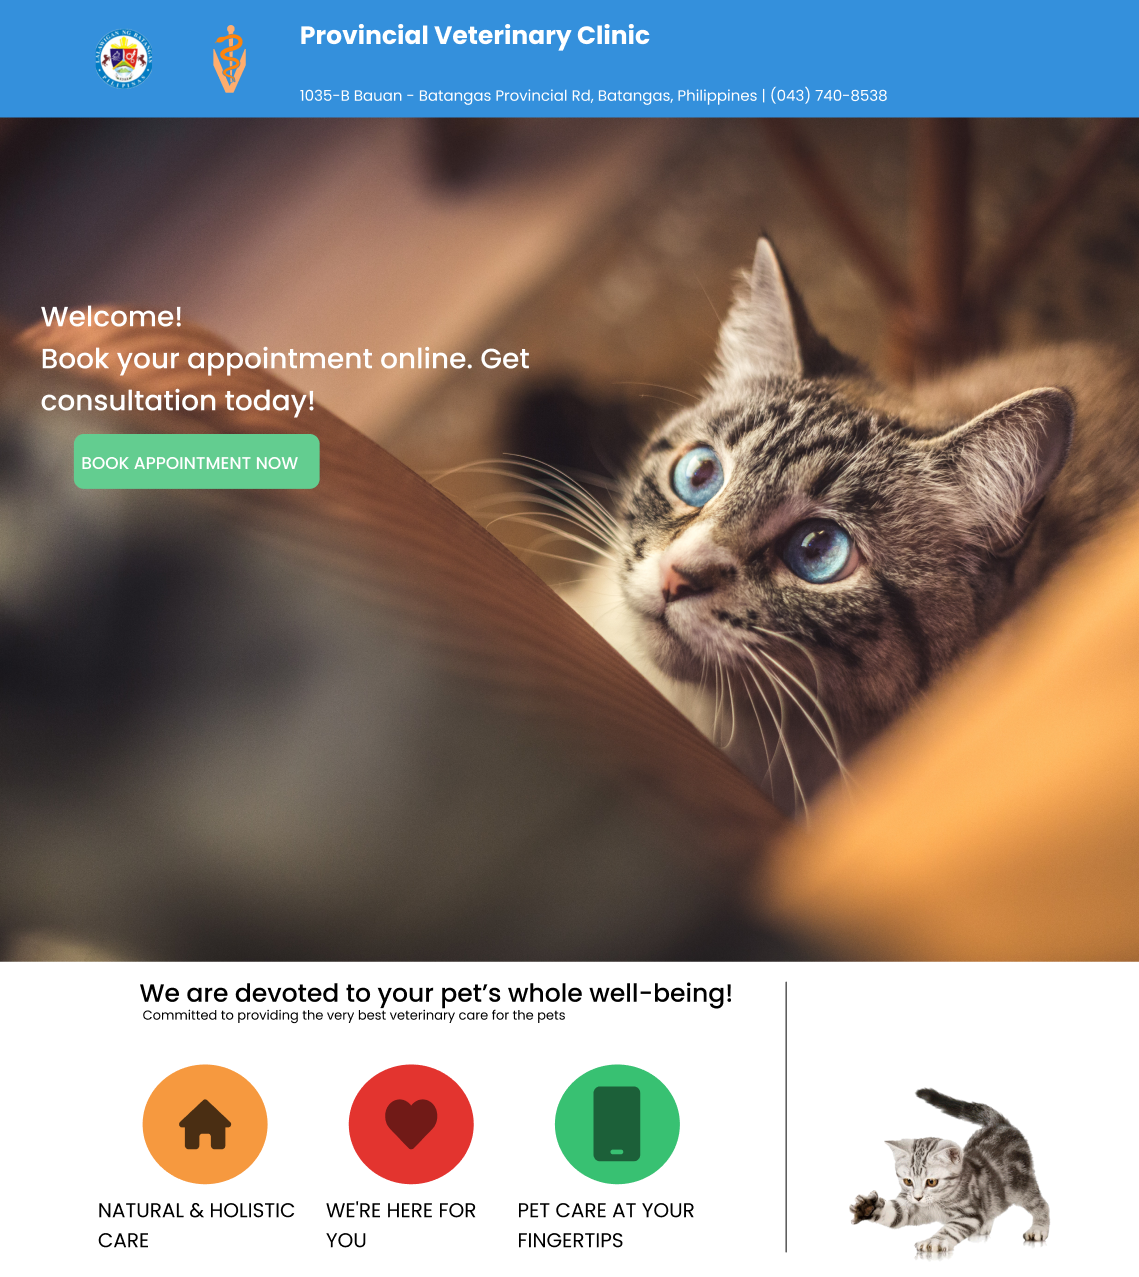 Provincial Veterinary Clinic
1035-B Bauan - Batangas Provincial Rd, Batangas, Philippines | (043) 740-8538
Welcome!
Book your appointment online. Get
consultation today!
BOOK APPOINTMENT NOW
We are devoted to your pet’s whole well-being!
Committed to providing the very best veterinary care for the pets
NATURAL & HOLISTIC
CARE
WE'RE HERE FOR
YOU
PET CARE AT YOUR
FINGERTIPS